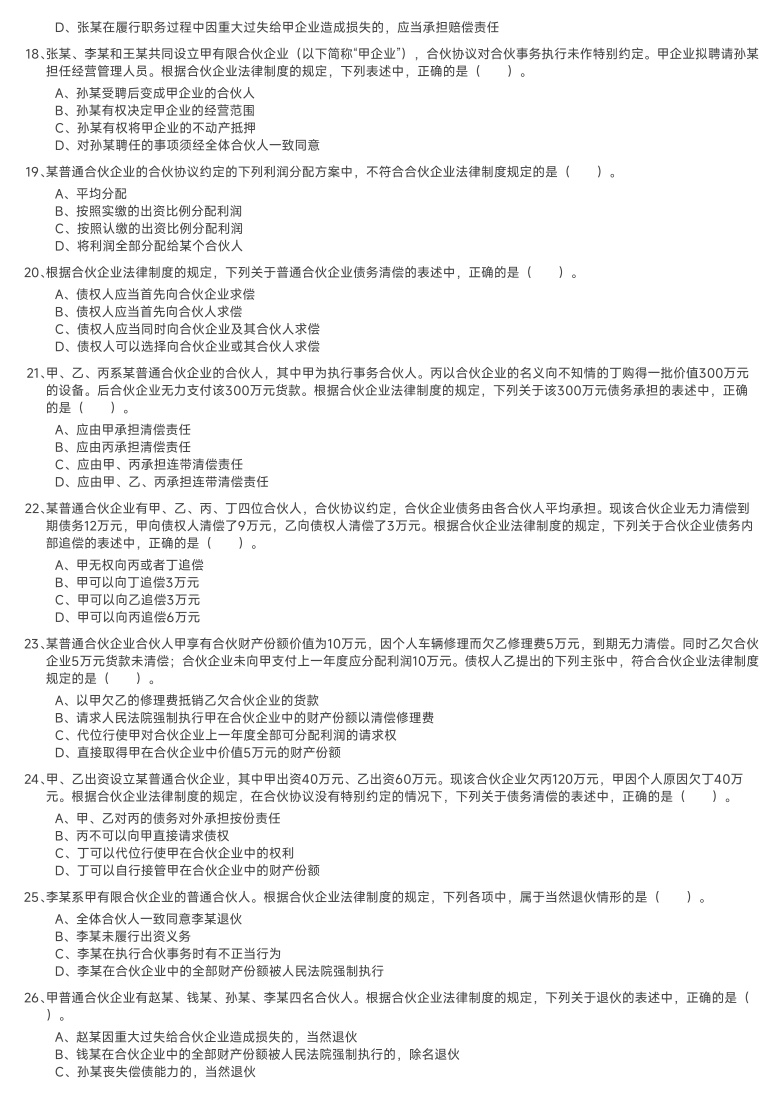 D、张某在履行职务过程中因重大过失给甲企业造成损失的，应当承担赔偿责任
18、张某、李某和王某共同设立甲有限合伙企业（以下简称“甲企业”），合伙协议对合伙事务执行未作特别约定。甲企业拟聘请孙某
担任经营管理人员。根据合伙企业法律制度的规定，下列表述中，正确的是（　　）。
A、孙某受聘后变成甲企业的合伙人
B、孙某有权决定甲企业的经营范围
C、孙某有权将甲企业的不动产抵押
D、对孙某聘任的事项须经全体合伙人一致同意
19、某普通合伙企业的合伙协议约定的下列利润分配方案中，不符合合伙企业法律制度规定的是（　　）。
A、平均分配
B、按照实缴的出资比例分配利润
C、按照认缴的出资比例分配利润
D、将利润全部分配给某个合伙人
20、根据合伙企业法律制度的规定，下列关于普通合伙企业债务清偿的表述中，正确的是（　　）。
A、债权人应当首先向合伙企业求偿
B、债权人应当首先向合伙人求偿
C、债权人应当同时向合伙企业及其合伙人求偿
D、债权人可以选择向合伙企业或其合伙人求偿
21、甲、乙、丙系某普通合伙企业的合伙人，其中甲为执行事务合伙人。丙以合伙企业的名义向不知情的丁购得一批价值300万元
的设备。后合伙企业无力支付该300万元货款。根据合伙企业法律制度的规定，下列关于该300万元债务承担的表述中，正确
的是（　　）。
A、应由甲承担清偿责任
B、应由丙承担清偿责任
C、应由甲、丙承担连带清偿责任
D、应由甲、乙、丙承担连带清偿责任
22、某普通合伙企业有甲、乙、丙、丁四位合伙人，合伙协议约定，合伙企业债务由各合伙人平均承担。现该合伙企业无力清偿到
期债务12万元，甲向债权人清偿了9万元，乙向债权人清偿了3万元。根据合伙企业法律制度的规定，下列关于合伙企业债务内
部追偿的表述中，正确的是（　　）。
A、甲无权向丙或者丁追偿
B、甲可以向丁追偿3万元
C、甲可以向乙追偿3万元
D、甲可以向丙追偿6万元
23、某普通合伙企业合伙人甲享有合伙财产份额价值为10万元，因个人车辆修理而欠乙修理费5万元，到期无力清偿。同时乙欠合伙
企业5万元货款未清偿；合伙企业未向甲支付上一年度应分配利润10万元。债权人乙提出的下列主张中，符合合伙企业法律制度
规定的是（　　）。
A、以甲欠乙的修理费抵销乙欠合伙企业的货款
B、请求人民法院强制执行甲在合伙企业中的财产份额以清偿修理费
C、代位行使甲对合伙企业上一年度全部可分配利润的请求权
D、直接取得甲在合伙企业中价值5万元的财产份额
24、甲、乙出资设立某普通合伙企业，其中甲出资40万元、乙出资60万元。现该合伙企业欠丙120万元，甲因个人原因欠丁40万
元。根据合伙企业法律制度的规定，在合伙协议没有特别约定的情况下，下列关于债务清偿的表述中，正确的是（　　）。
A、甲、乙对丙的债务对外承担按份责任
B、丙不可以向甲直接请求债权
C、丁可以代位行使甲在合伙企业中的权利
D、丁可以自行接管甲在合伙企业中的财产份额
25、李某系甲有限合伙企业的普通合伙人。根据合伙企业法律制度的规定，下列各项中，属于当然退伙情形的是（　　）。
A、全体合伙人一致同意李某退伙
B、李某未履行出资义务
C、李某在执行合伙事务时有不正当行为
D、李某在合伙企业中的全部财产份额被人民法院强制执行
26、甲普通合伙企业有赵某、钱某、孙某、李某四名合伙人。根据合伙企业法律制度的规定，下列关于退伙的表述中，正确的是（
）。
A、赵某因重大过失给合伙企业造成损失的，当然退伙
B、钱某在合伙企业中的全部财产份额被人民法院强制执行的，除名退伙
C、孙某丧失偿债能力的，当然退伙